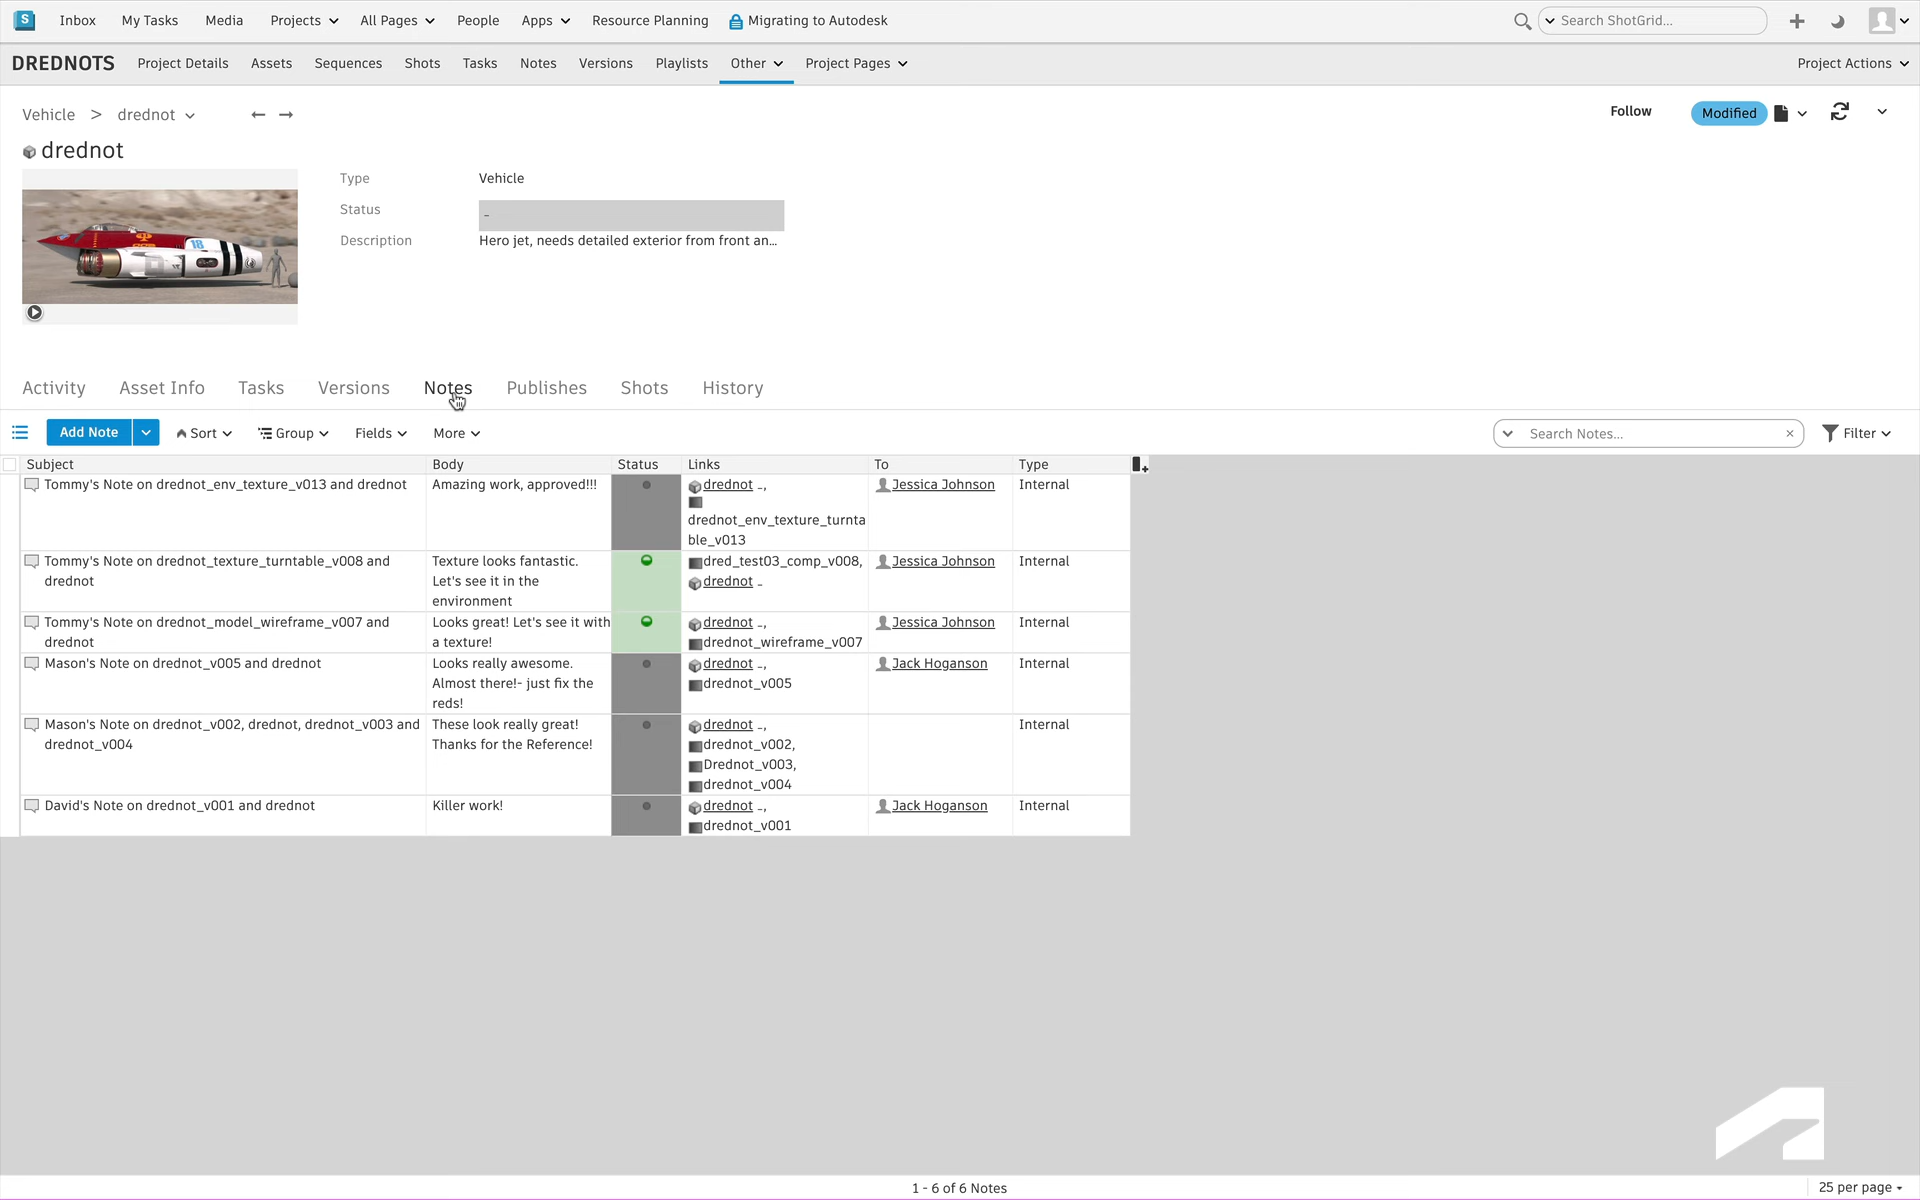 S Inbox My Tasks Media Projects All Pages People Apps Resource Planning Migrating to Autodesk Search ShotGrid...
DREDNOTS Project Details Assets Sequences Shots Tasks Notes Versions Playlists Other Project Pages Project Actions
Vehicle > drednot ← → Follow Modified
drednot
Type Vehicle
Status -
Description Hero jet, needs detailed exterior from front an...
18
Activity Asset Info Tasks Versions Notes Publishes Shots History
Add Note Sort Group Fields More Search Notes... × Filter
Subject Body Status Links To Type
Tommy's Note on drednot_env_texture_v013 and drednot Amazing work, approved!!! drednot -, Jessica Johnson Internal
drednot_env_texture_turnta
ble_v013
Tommy's Note on drednot_texture_turntable_v008 and Texture looks fantastic. dred_test03_comp_v008, Jessica Johnson Internal
drednot Let's see it in the drednot -
environment
Tommy's Note on drednot_model_wireframe_v007 and Looks great! Let's see it with drednot -, Jessica Johnson Internal
drednot a texture! drednot_wireframe_v007
Mason's Note on drednot_v005 and drednot Looks really awesome. drednot -, Jack Hoganson Internal
Almost there!- just fix the drednot_v005
reds!
Mason's Note on drednot_v002, drednot, drednot_v003 and These look really great! drednot -, Internal
drednot_v004 Thanks for the Reference! drednot_v002,
Drednot_v003,
drednot_v004
David's Note on drednot_v001 and drednot Killer work! drednot -, Jack Hoganson Internal
drednot_v001
1 - 6 of 6 Notes 25 per page